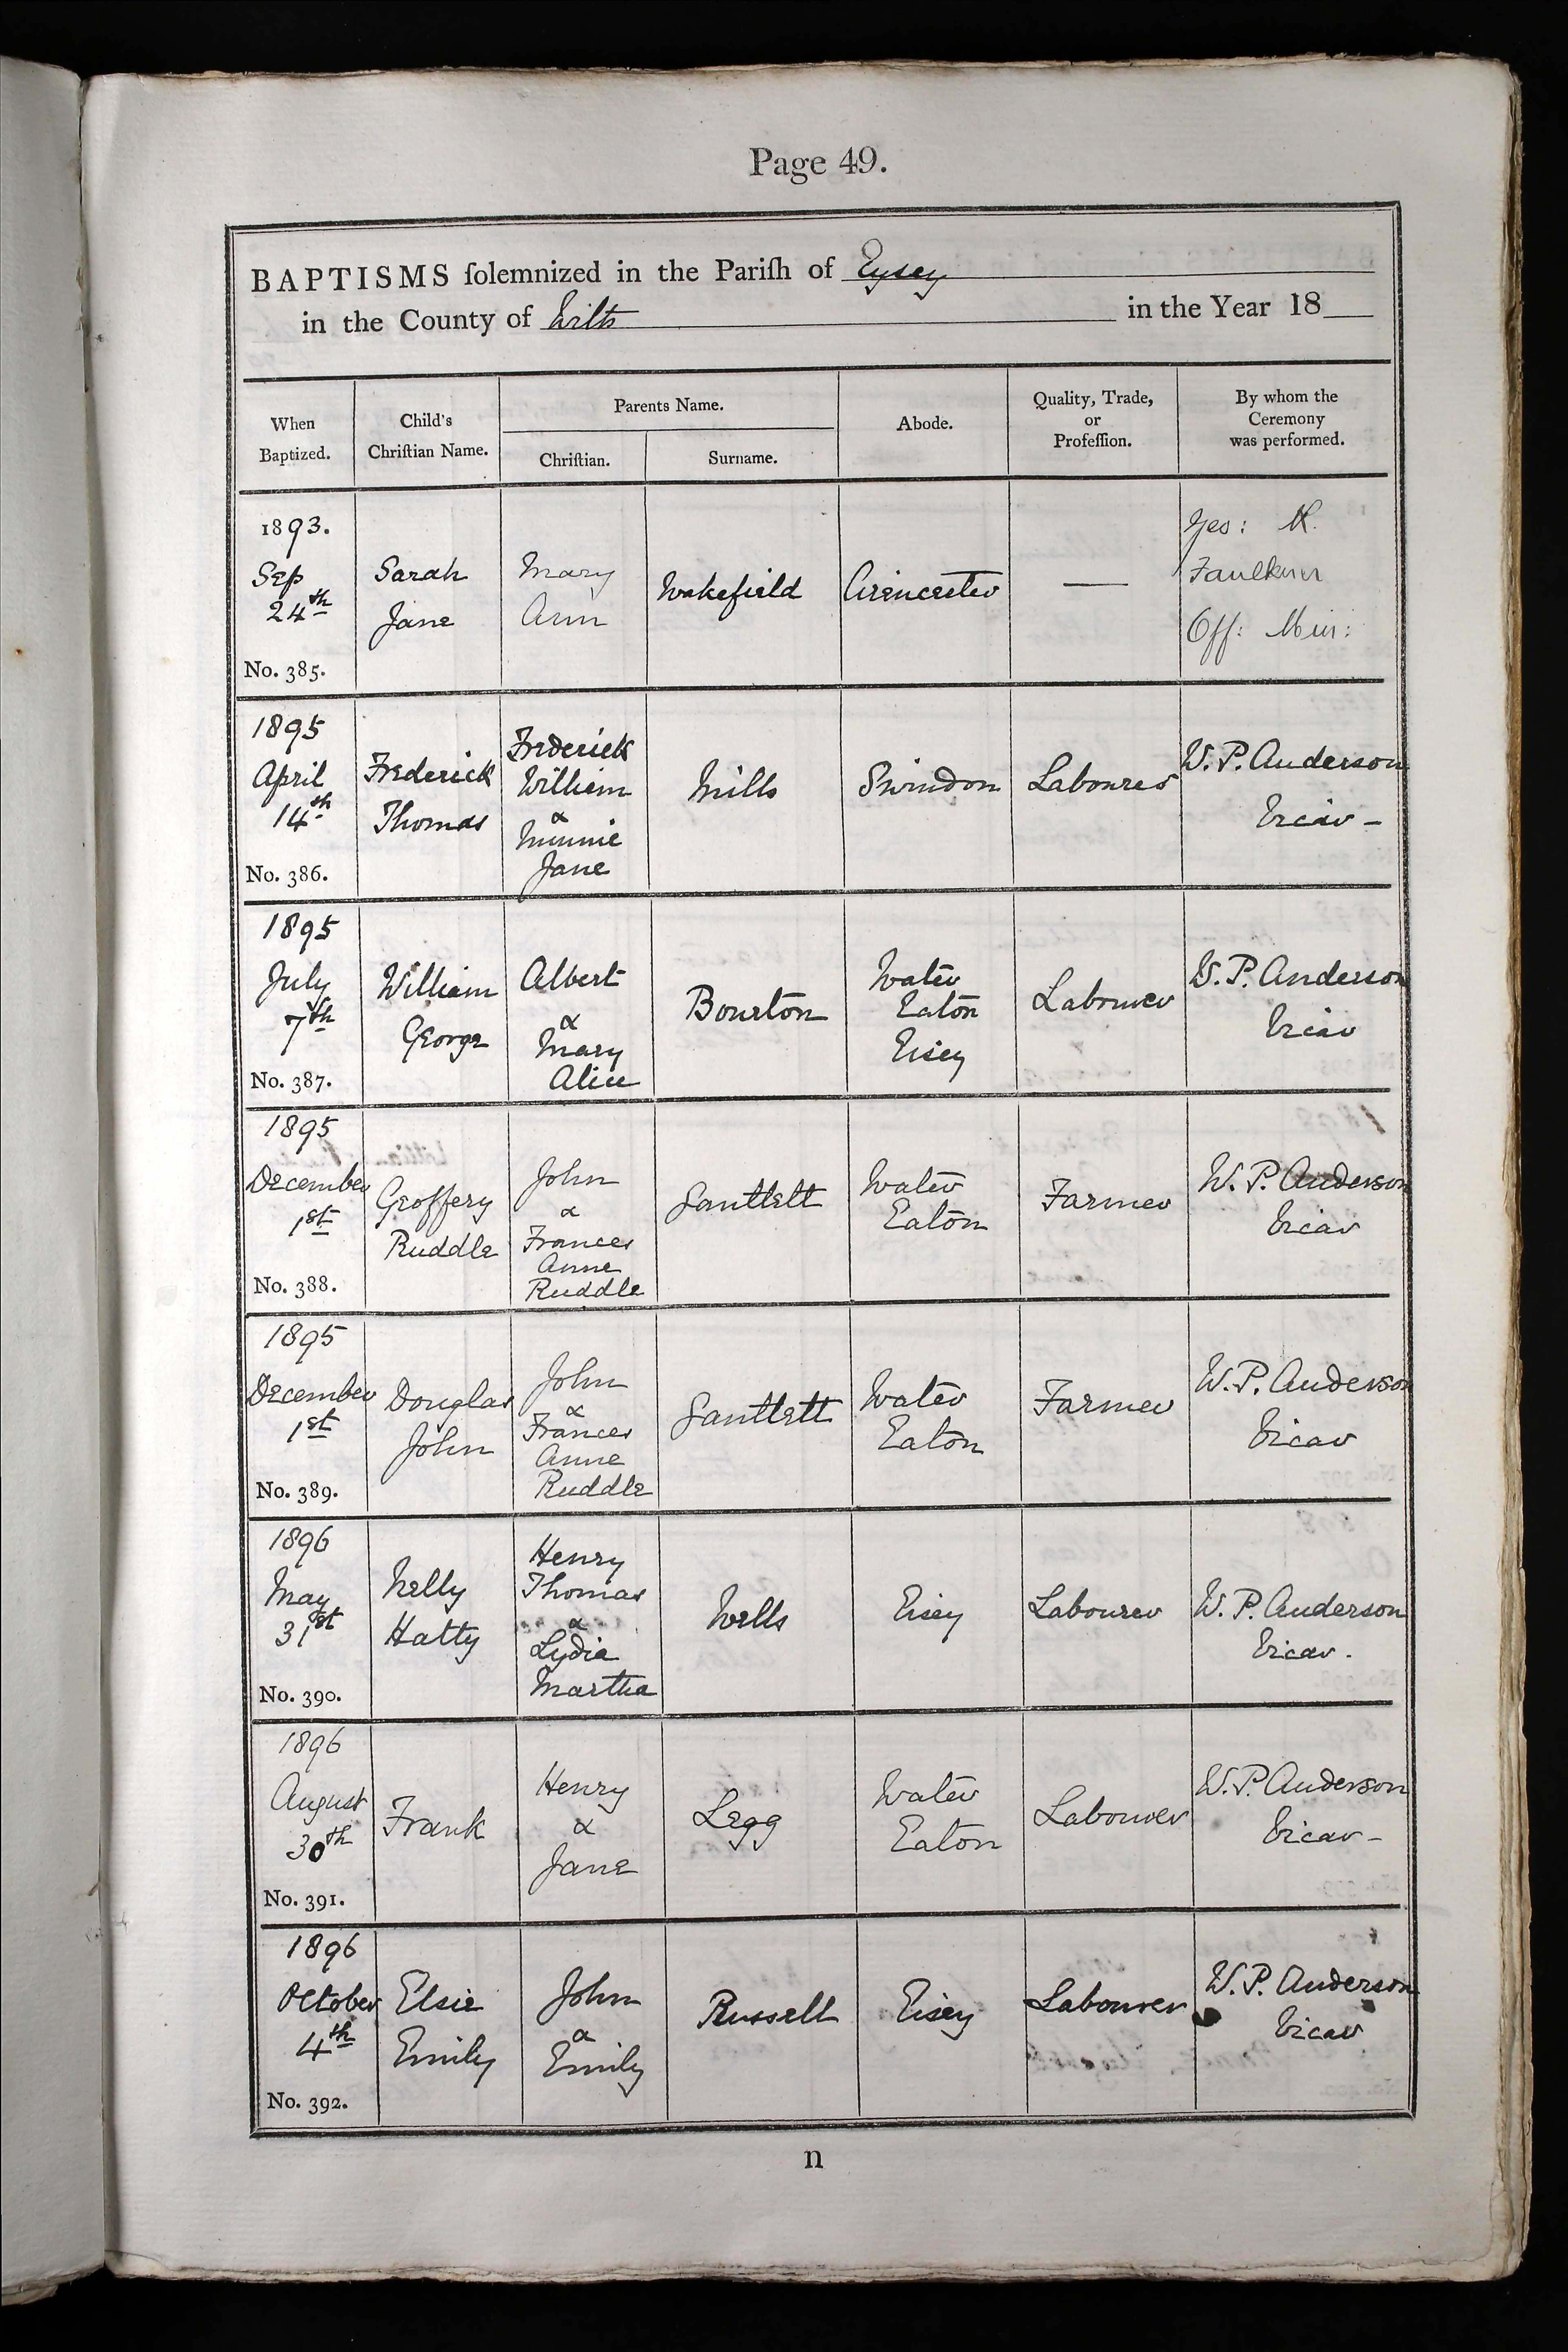 Page 49.
BAPTISMS ſolemnized in the Pariſh of Eysey
in the County of Wilts in the Year 18
When
Baptized.
Child's
Chriſtian Name.
Parents Name.
Chriſtian.
Surname.
Abode.
Quality, Trade,
or
Profeſſion.
By whom the
Ceremony
was performed.
1893.
Sep
24th
No. 385.
Sarah
Jane
Mary
Ann
Wakefield
Cirencester
—
Geo: H.
Faulkner
Off: Min:
1895
April
14th
No. 386.
Frederick
Thomas
Frederick
William
&
Minnie
Jane
Mills
Swindon
Labourer
W. P. Anderson
Vicar -
1895
July
7th
No. 387.
William
George
Albert
&
Mary
Alice
Bourton
Water
Eaton
Eisey
Labourer
W. P. Anderson
Vicar
1895
December
1st
No. 388.
Geoffery
Ruddle
John
&
Frances
Anne
Ruddle
Gantlett
Water
Eaton
Farmer
W. P. Anderson
Vicar
1895
December
1st
No. 389.
Douglas
John
John
&
Frances
Anne
Ruddle
Gantlett
Water
Eaton
Farmer
W. P. Anderson
Vicar
1896
May
31st
No. 390.
Nelly
Hatty
Henry
Thomas
&
Lydia
Martha
Wells
Eisey
Labourer
W. P. Anderson
Vicar.
1896
August
30th
No. 391.
Frank
Henry
&
Jane
Legg
Water
Eaton
Labourer
W. P. Anderson
Vicar -
1896
October
4th
No. 392.
Elsie
Emily
John
&
Emily
Russell
Eisey
Labourer
W. P. Anderson
Vicar
n